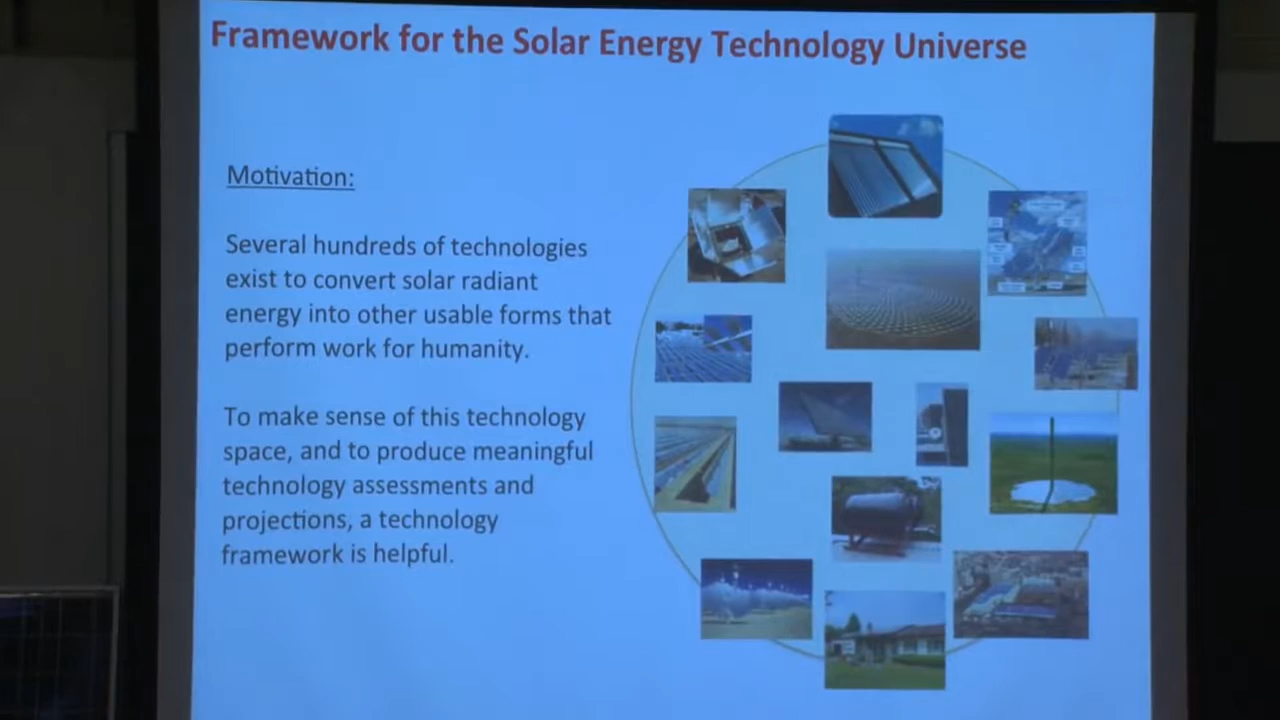 Framework for the Solar Energy Technology Universe
Motivation:
Several hundreds of technologies
exist to convert solar radiant
energy into other usable forms that
perform work for humanity.
To make sense of this technology
space, and to produce meaningful
technology assessments and
projections, a technology
framework is helpful.